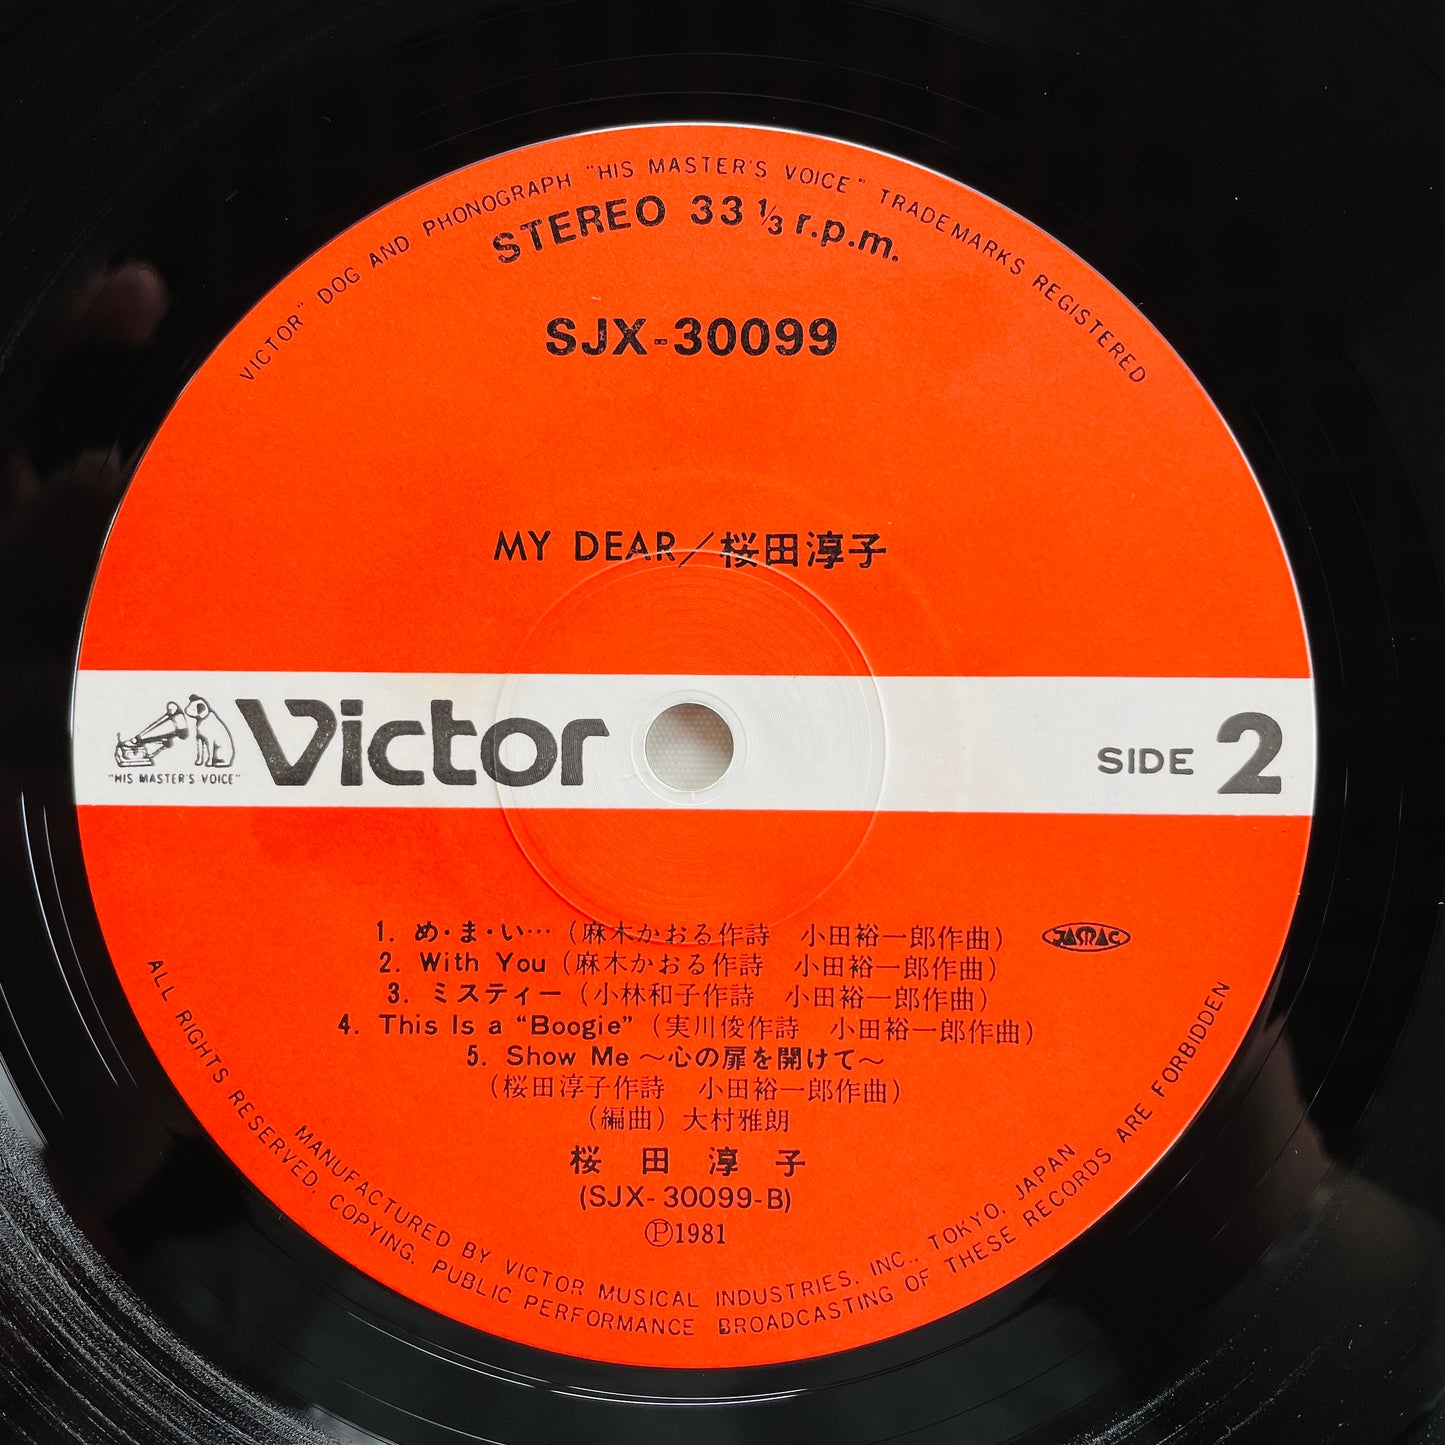 VICTOR" DOG AND PHONOGRAPH "HIS MASTER'S VOICE" TRADEMARKS REGISTERED
STEREO 33 1/3 r.p.m.
SJX-30099
MY DEAR／桜田淳子
"HIS MASTER'S VOICE"
Victor
SIDE 2
1. め・ま・い…（麻木かおる作詩　小田裕一郎作曲）
JASRAC
2. With You（麻木かおる作詩　小田裕一郎作曲）
3. ミスティー（小林和子作詩　小田裕一郎作曲）
4. This Is a "Boogie"（実川俊作詩　小田裕一郎作曲）
5. Show Me ～心の扉を開けて～
（桜田淳子作詩　小田裕一郎作曲）
（編曲）大村雅朗
桜田淳子
(SJX-30099-B)
Ⓟ1981
MANUFACTURED BY VICTOR MUSICAL INDUSTRIES, INC., TOKYO, JAPAN
ALL RIGHTS RESERVED. COPYING, PUBLIC PERFORMANCE BROADCASTING OF THESE RECORDS ARE FORBIDDEN